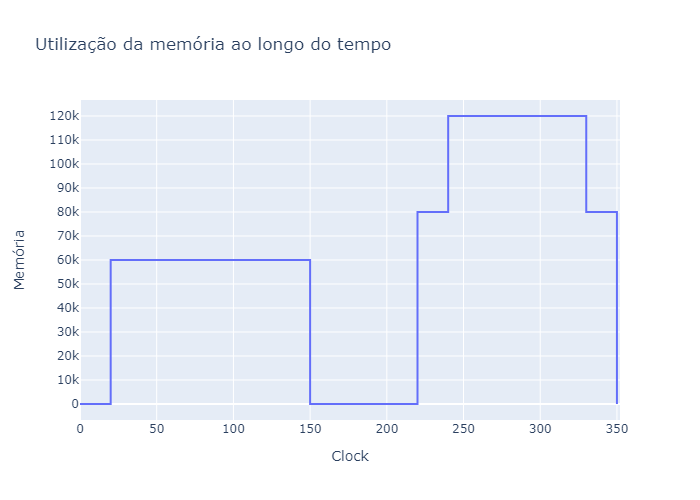 Utilização da memória ao longo do tempo
120k
110k
100k
90k
80k
70k
60k
50k
40k
30k
20k
10k
0
Memória
0 50 100 150 200 250 300 350
Clock